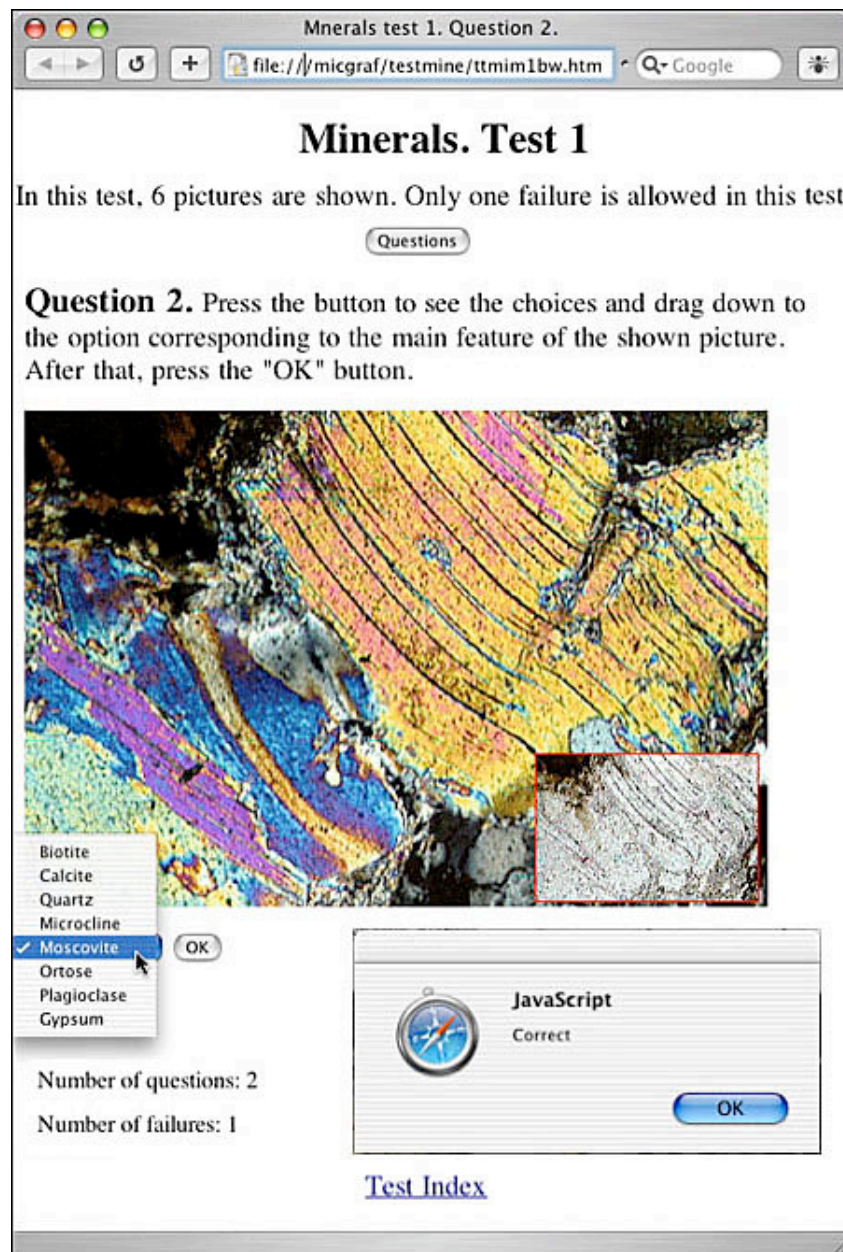 Mnerals test 1. Question 2.
file:///micgraf/testmine/ttmim1bw.htm
Google
Minerals. Test 1
In this test, 6 pictures are shown. Only one failure is allowed in this test
Questions
Question 2. Press the button to see the choices and drag down to
the option corresponding to the main feature of the shown picture.
After that, press the "OK" button.
Biotite
Calcite
Quartz
Microcline
Moscovite
OK
Ortose
Plagioclase
Gypsum
JavaScript
Correct
OK
Number of questions: 2
Number of failures: 1
Test Index